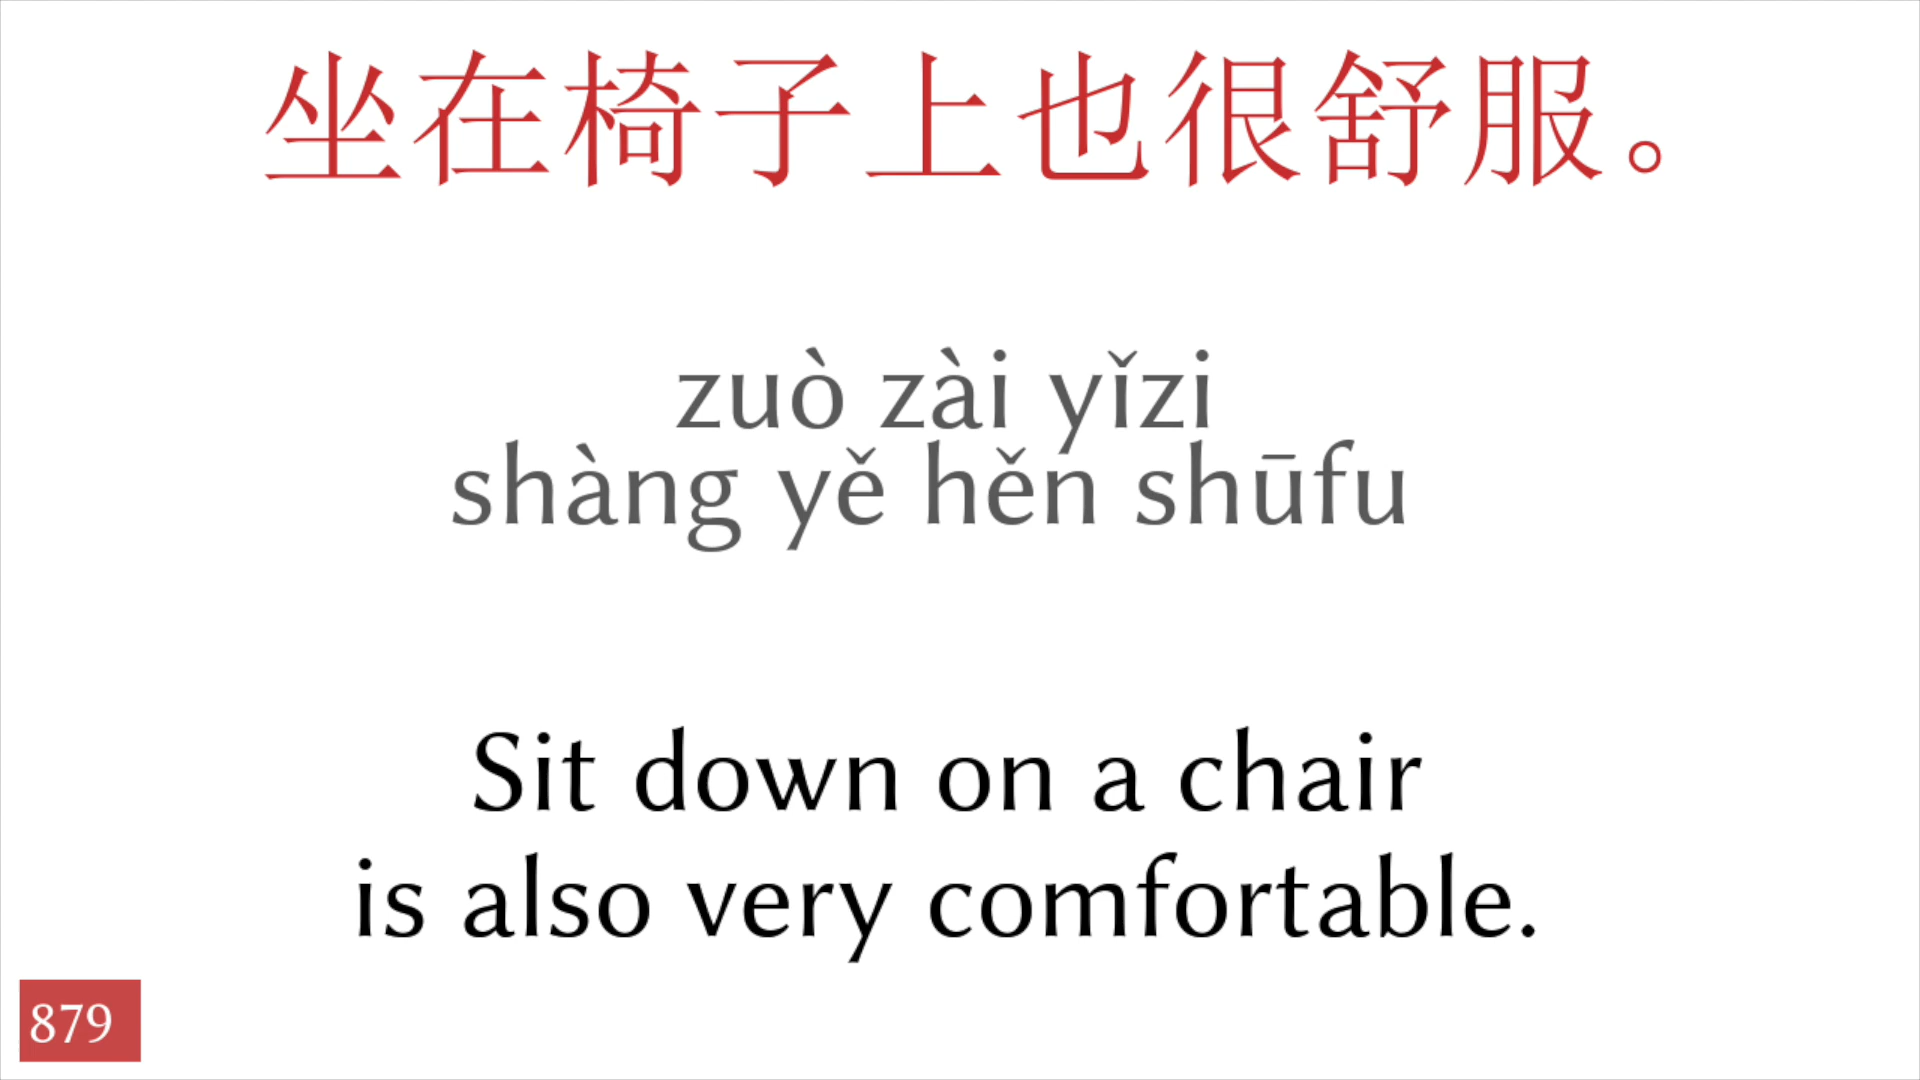 坐在椅子上也很舒服。
zuò zài yǐzi
shàng yě hěn shūfu
Sit down on a chair
is also very comfortable.
879